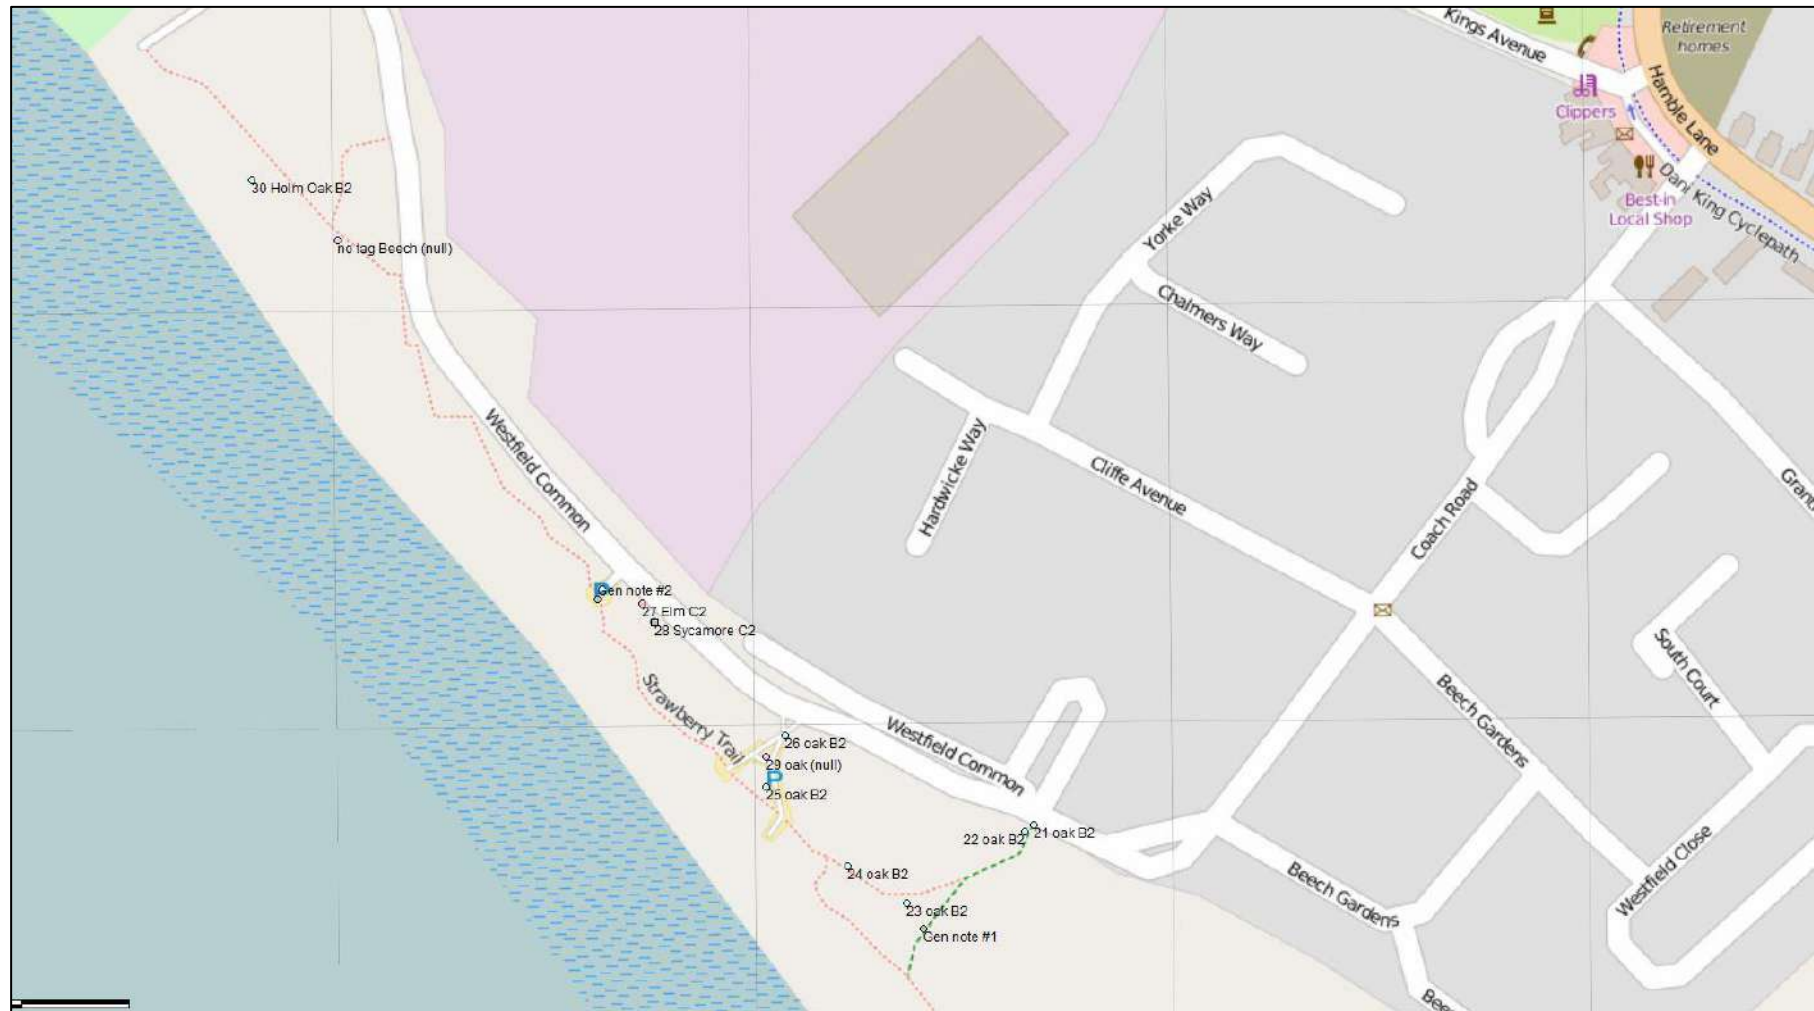 Kings Avenue
Retirement
homes
Hamble Lane
Clippers
30 Holm Oak B2
Dani King Cyclepath
Best-in
Local Shop
Yorke Way
no tag Beech (null)
Chalmers Way
Westfield Common
Hardwicke Way
Cliffe Avenue
Coach Road
Grand
P
Gen note #2
27 Elm C2
28 Sycamore C2
South Court
Strawberry Trail
Beech Gardens
26 oak B2
Westfield Common
29 oak (null)
P
25 oak B2
22 oak B2
21 oak B2
24 oak B2
Westfield Close
Beech Gardens
23 oak B2
Gen note #1
Bee